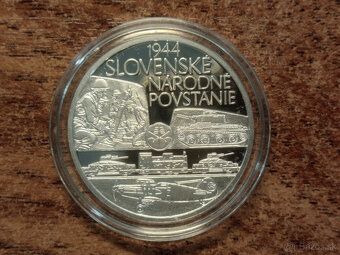 1944
SLOVENSKÉ
NÁRODNÉ
POVSTANIE